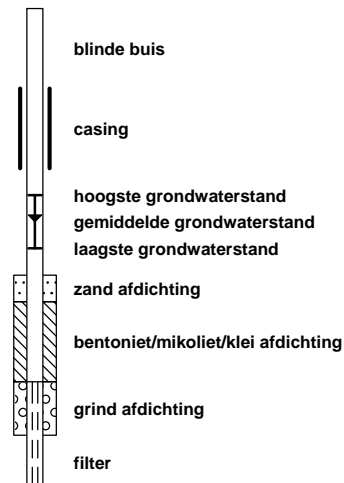 blinde buis
casing
hoogste grondwaterstand
gemiddelde grondwaterstand
laagste grondwaterstand
zand afdichting
bentoniet/mikoliet/klei afdichting
grind afdichting
filter